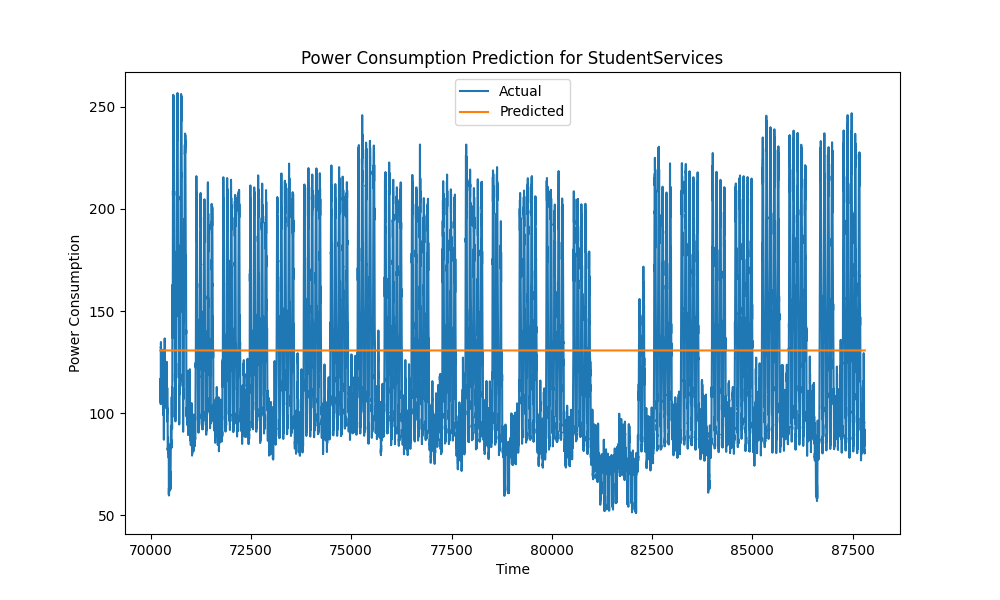 Power Consumption Prediction for StudentServices
Actual
Predicted
250
200
150
100
50
Power Consumption
70000 72500 75000 77500 80000 82500 85000 87500
Time